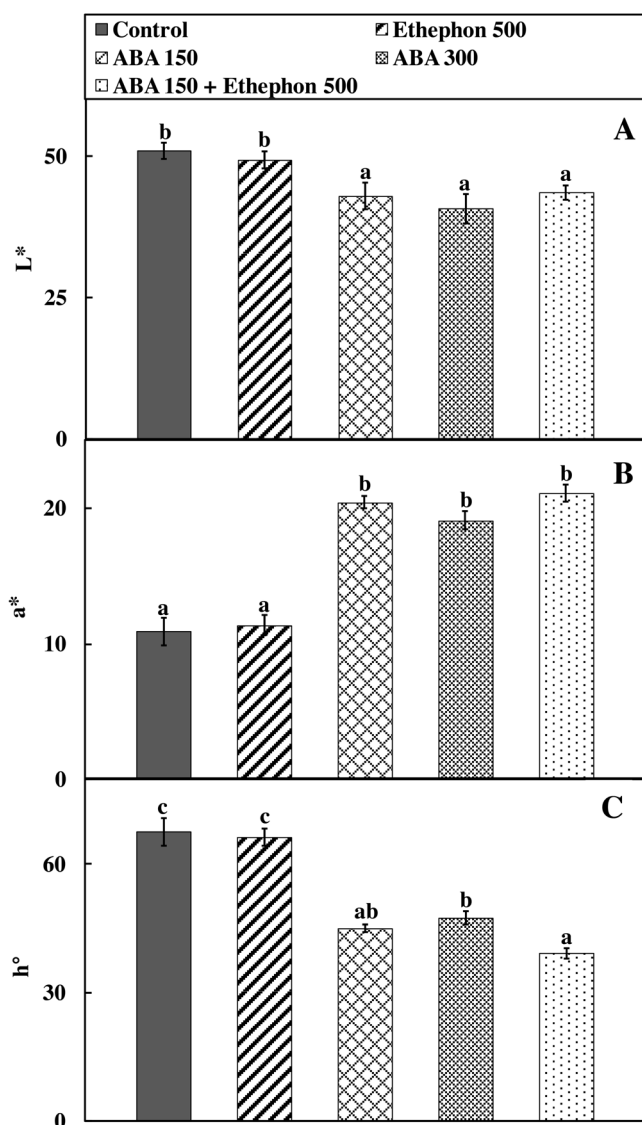 Control Ethephon 500
ABA 150 ABA 300
ABA 150 + Ethephon 500
A
b b a a a
50
25
0
L*
B
a a b b b
20
10
0
a*
C
c c ab b a
60
30
0
h°